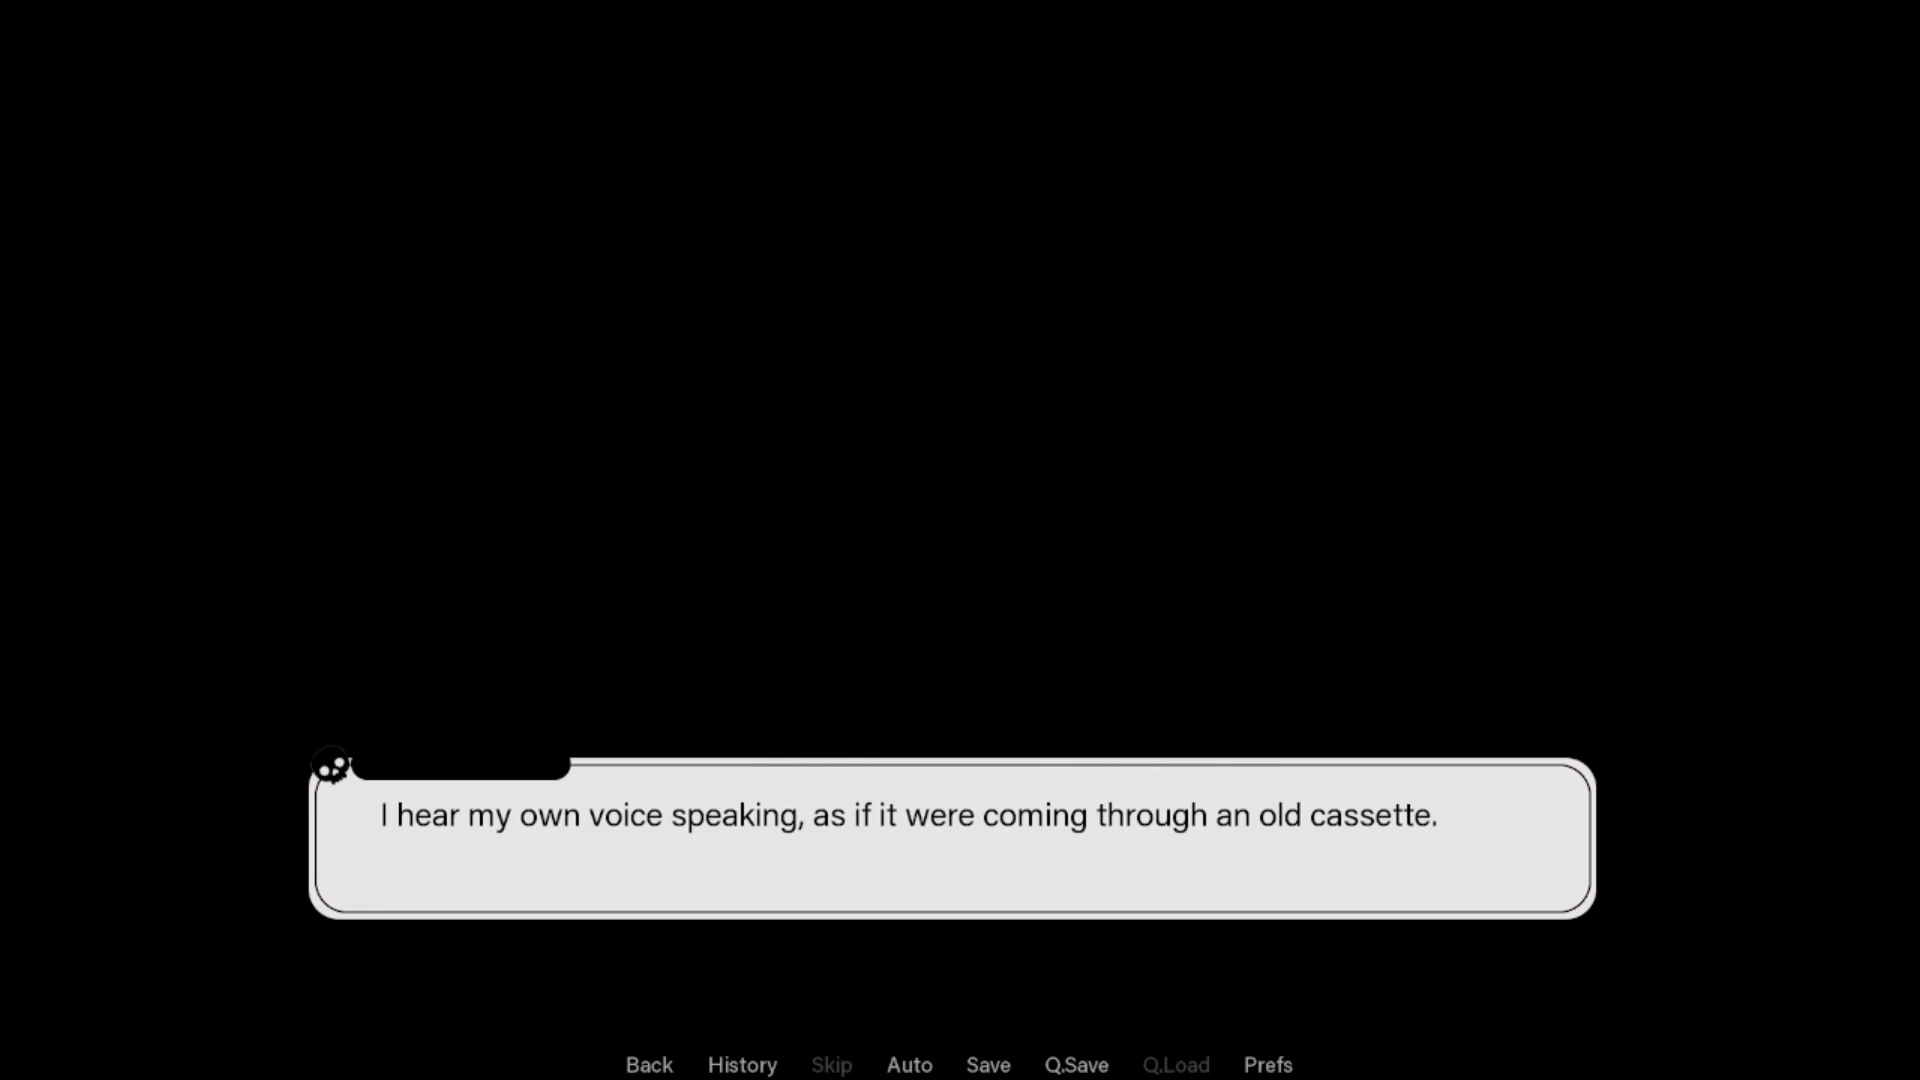 I hear my own voice speaking, as if it were coming through an old cassette.
Back History Skip Auto Save Q.Save Q.Load Prefs